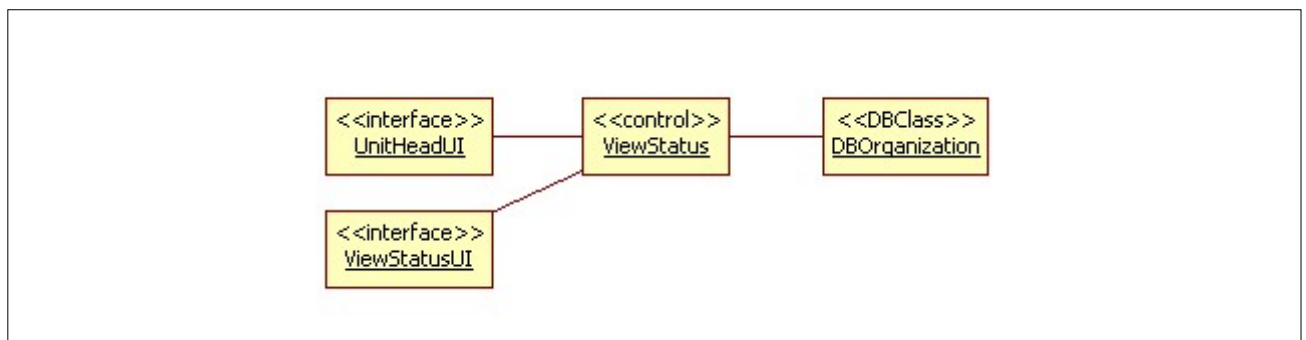 <<interface>>
UnitHeadUI
<<control>>
ViewStatus
<<DBClass>>
DBOrganization
<<interface>>
ViewStatusUI